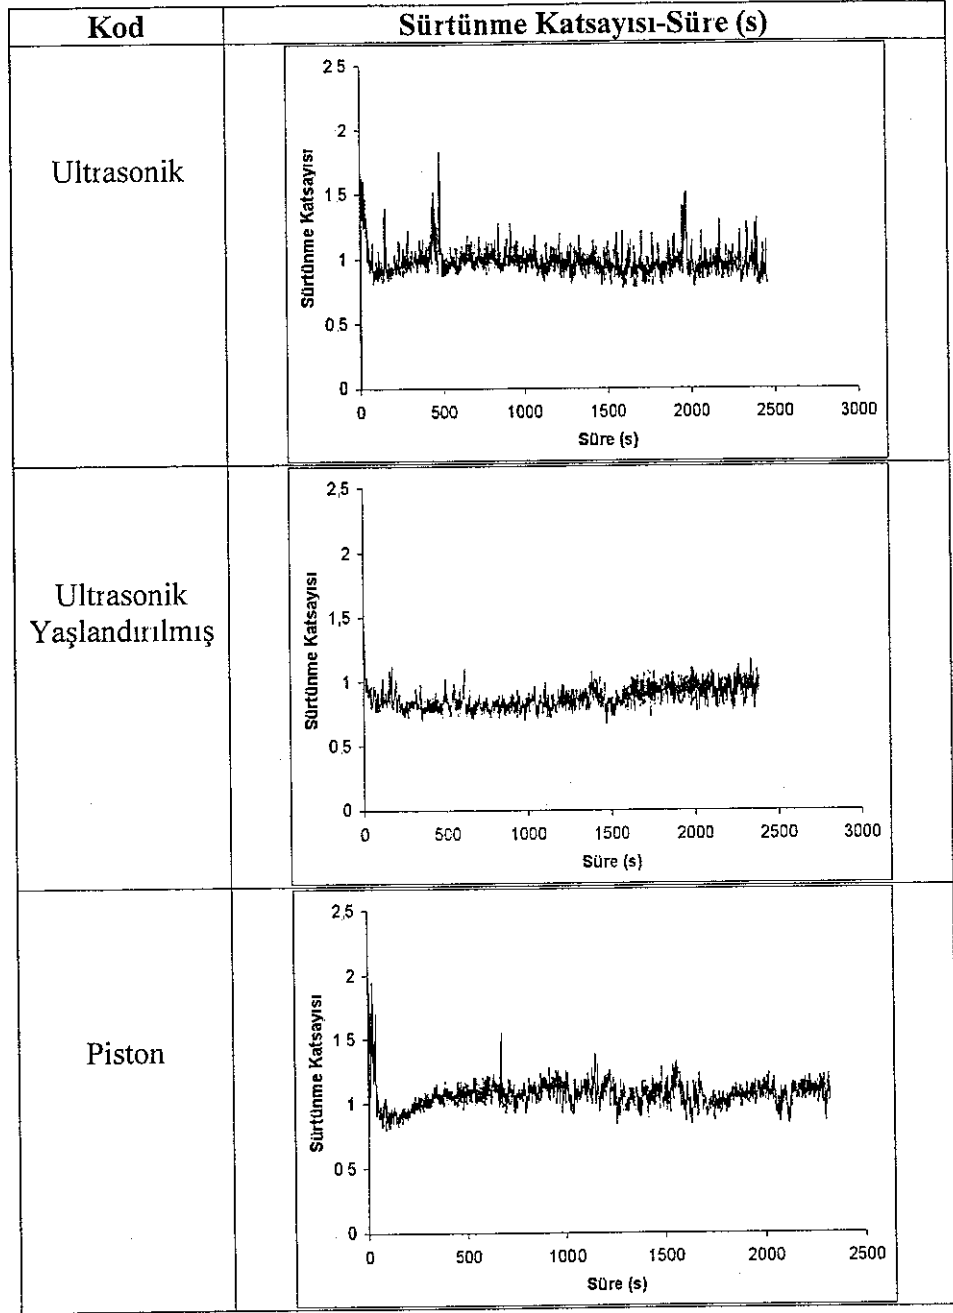 Kod
Sürtünme Katsayısı-Süre (s)
Ultrasonik
Sürtünme Katsayısı
2 5
2
1 5
1
0 5
0
0 500 1000 1500 2000 2500 3000
Süre (s)
Ultrasonik
Yaşlandırılmış
Sürtünme Katsayısı
2,5
2
1,5
1
0,5
0
0 500 1000 1500 2000 2500 3000
Süre (s)
Piston
Sürtünme Katsayısı
2,5
2
1 5
1
0 5
0
0 500 1000 1500 2000 2500
Süre (s)